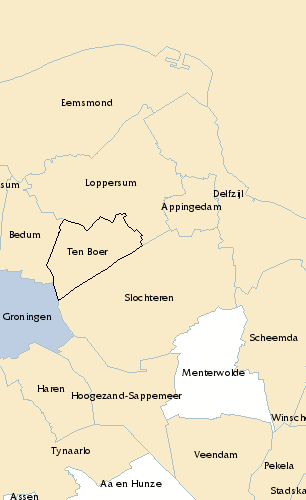 Eemsmond
Loppersum
sum
Delfzijl
Appingedam
Bedum
Ten Boer
Slochteren
Groningen
Scheemda
Menterwolde
Haren
Hoogezand-Sappemeer
Winscho
Tynaarlo
Veendam
Pekela
Aa en Hunze
Stadska
Assen